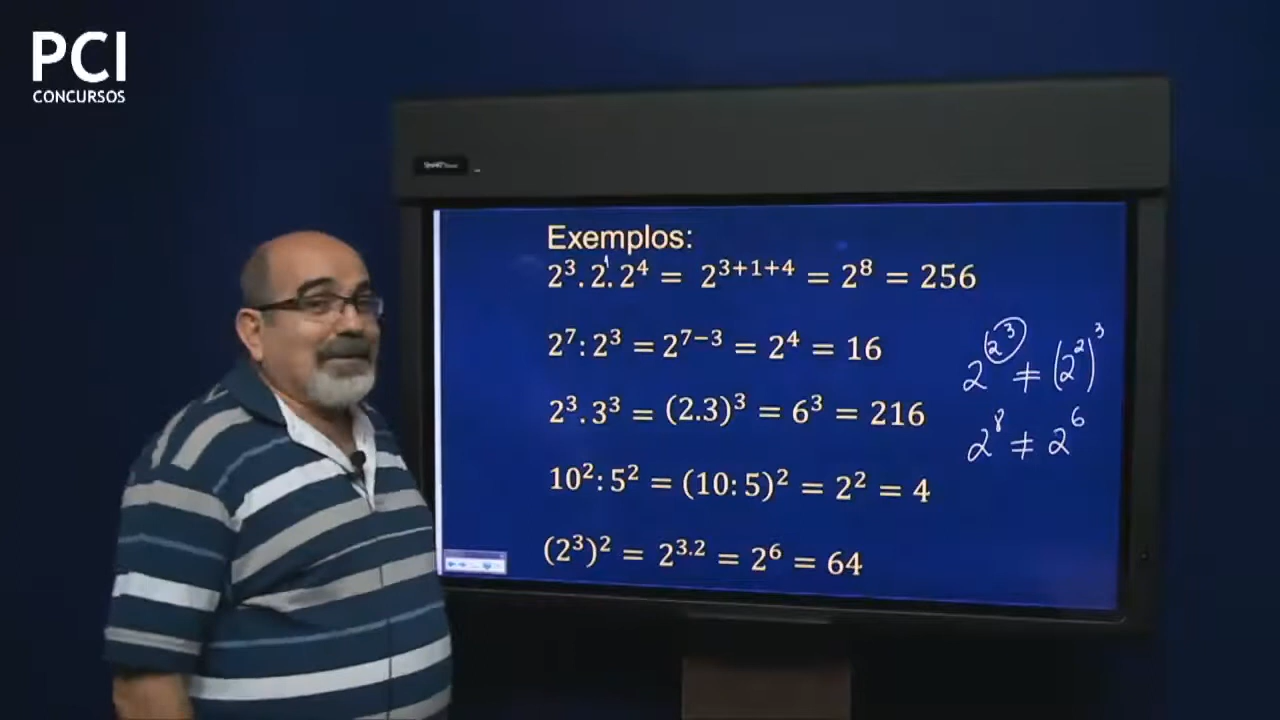 PCI
CONCURSOS
Exemplos:
2³. 2¹. 2⁴ = 2³⁺¹⁺⁴ = 2⁸ = 256
2⁷: 2³ = 2⁷⁻³ = 2⁴ = 16
2³. 3³ = (2.3)³ = 6³ = 216
10²: 5² = (10: 5)² = 2² = 4
(2³)² = 2³·² = 2⁶ = 64
2^(2³) ≠ (2²)³
2⁸ ≠ 2⁶